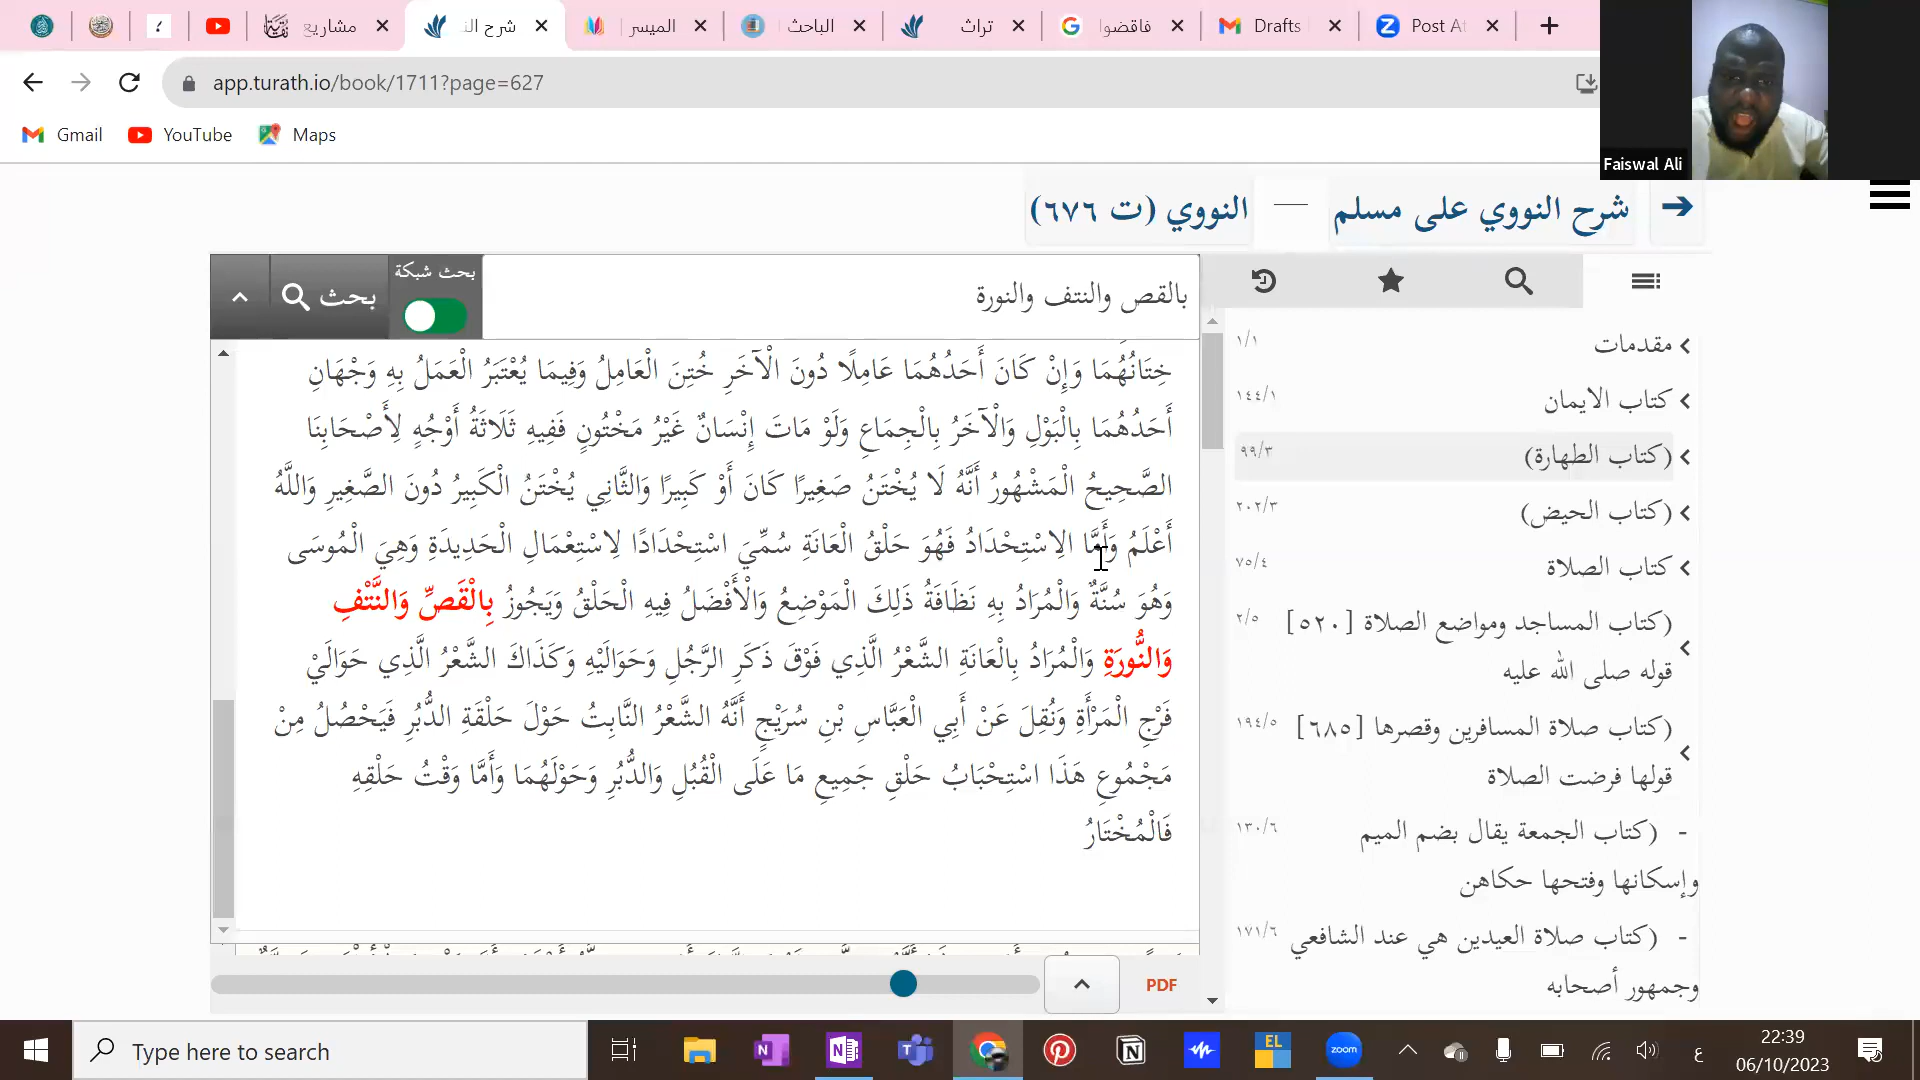 مشاريع
شرح الن
الميسر
الباحث
تراث
فاقضوا
Drafts
Post At
app.turath.io/book/1711?page=627
Gmail
YouTube
Maps
Faiswal Ali
شرح النووي على مسلم — النووي (ت ٦٧٦)
بالقص والنتف والنورة
بحث شبكة
بحث
خِتَانُهُمَا وَإِنْ كَانَ أَحَدُهُمَا عَامِلًا دُونَ الْآخَرِ خُتِنَ الْعَامِلُ وَفِيمَا يُعْتَبَرُ الْعَمَلُ بِهِ وَجْهَانِ
أَحَدُهُمَا بِالْبَوْلِ وَالْآخَرُ بِالْجِمَاعِ وَلَوْ مَاتَ إِنْسَانٌ غَيْرُ مَخْتُونٍ فَفِيهِ ثَلَاثَةُ أَوْجُهٍ لِأَصْحَابِنَا
الصَّحِيحُ الْمَشْهُورُ أَنَّهُ لَا يُخْتَنُ صَغِيرًا كَانَ أَوْ كَبِيرًا وَالثَّانِي يُخْتَنُ الْكَبِيرُ دُونَ الصَّغِيرِ وَاللَّهُ
أَعْلَمُ وَأَمَّا الِاسْتِحْدَادُ فَهُوَ حَلْقُ الْعَانَةِ سُمِّيَ اسْتِحْدَادًا لِاسْتِعْمَالِ الْحَدِيدَةِ وَهِيَ الْمُوسَى
وَهُوَ سُنَّةٌ وَالْمُرَادُ بِهِ نَظَافَةُ ذَلِكَ الْمَوْضِعُ وَالْأَفْضَلُ فِيهِ الْحَلْقُ وَيَجُوزُ بِالْقَصِّ وَالنَّتْفِ
وَالنُّورَةِ وَالْمُرَادُ بِالْعَانَةِ الشَّعْرُ الَّذِي فَوْقَ ذَكَرِ الرَّجُلِ وَحَوَالَيْهِ وَكَذَاكَ الشَّعْرُ الَّذِي حَوَالَيْ
فَرْجِ الْمَرْأَةِ وَنُقِلَ عَنْ أَبِي الْعَبَّاسِ بْنِ سُرَيْجٍ أَنَّهُ الشَّعْرُ النَّابِتُ حَوْلَ حَلْقَةِ الدُّبُرِ فَيَحْصُلُ مِنْ
مَجْمُوعِ هَذَا اسْتِحْبَابُ حَلْقِ جَمِيعِ مَا عَلَى الْقُبُلِ وَالدُّبُرِ وَحَوْلَهُمَا وَأَمَّا وَقْتُ حَلْقِهِ
فَالْمُخْتَارُ
PDF
مقدمات ١/١
كتاب الايمان ١٤٤/١
(كتاب الطهارة) ٩٩/٣
(كتاب الحيض) ٢٠٢/٣
كتاب الصلاة ٧٥/٤
(كتاب المساجد ومواضع الصلاة [٥٢٠] ٢/٥
قوله صلى الله عليه
(كتاب صلاة المسافرين وقصرها [٦٨٥] ١٩٤/٥
قولها فرضت الصلاة
- (كتاب الجمعة يقال بضم الميم ١٣٠/٦
وإسكانها وفتحها حكاهن
- (كتاب صلاة العيدين هي عند الشافعي ١٧١/٦
وجمهور أصحابه
Type here to search
EL
zoom
ع
22:39
06/10/2023